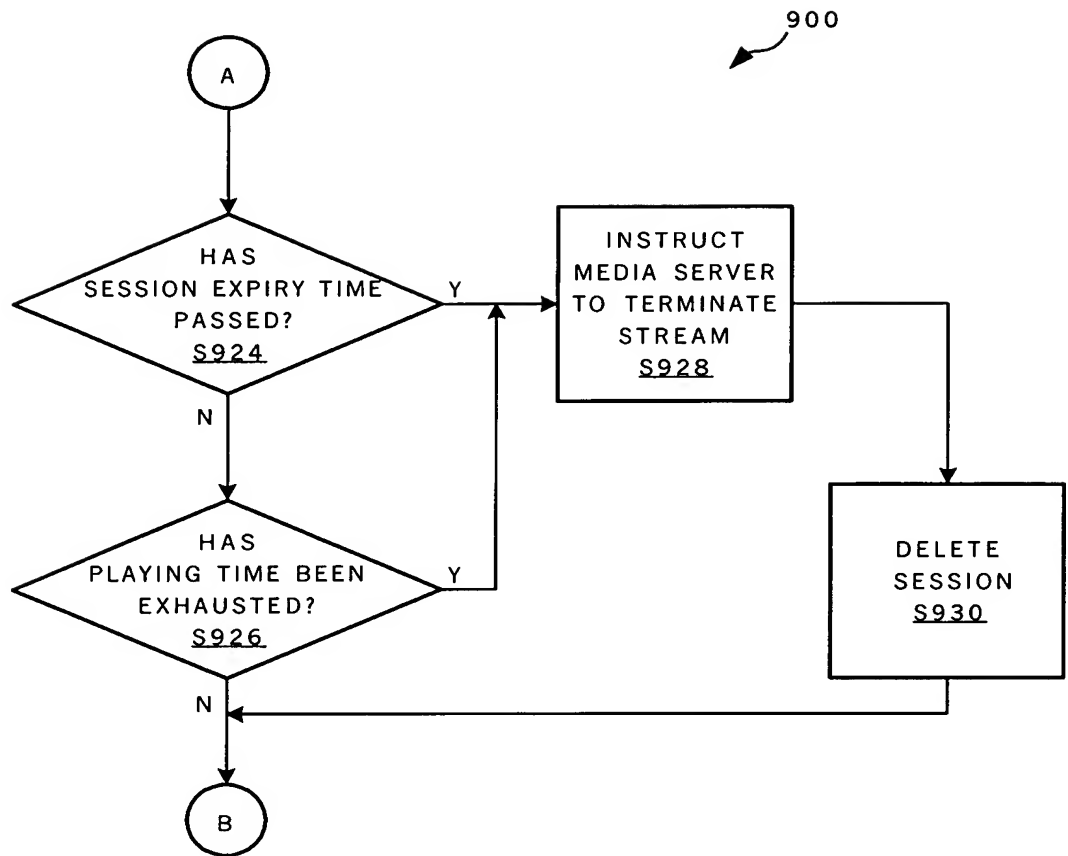 900
A
HAS
SESSION EXPIRY TIME
PASSED?
S924
Y
N
INSTRUCT
MEDIA SERVER
TO TERMINATE
STREAM
S928
HAS
PLAYING TIME BEEN
EXHAUSTED?
S926
Y
N
DELETE
SESSION
S930
B